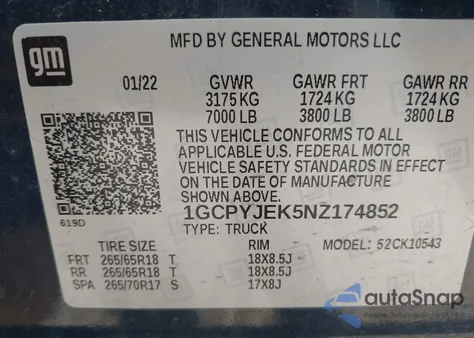 gm
MFD BY GENERAL MOTORS LLC
01/22 GVWR GAWR FRT GAWR RR
3175 KG 1724 KG 1724 KG
7000 LB 3800 LB 3800 LB
THIS VEHICLE CONFORMS TO ALL
APPLICABLE U.S. FEDERAL MOTOR
VEHICLE SAFETY STANDARDS IN EFFECT
ON THE DATE OF MANUFACTURE
SHOWN ABOVE.
1GCPYJEK5NZ174852
619D
TYPE: TRUCK
TIRE SIZE RIM MODEL: 52CK10543
FRT 265/65R18 T 18X8.5J
RR 265/65R18 T 18X8.5J
SPA 265/70R17 S 17X8J
autoSnap